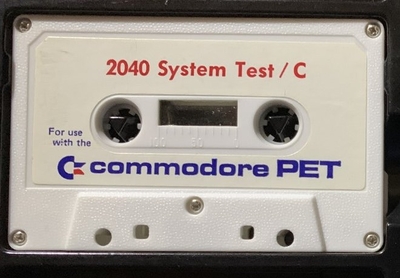 2040 System Test / C
For use
with the
commodore PET